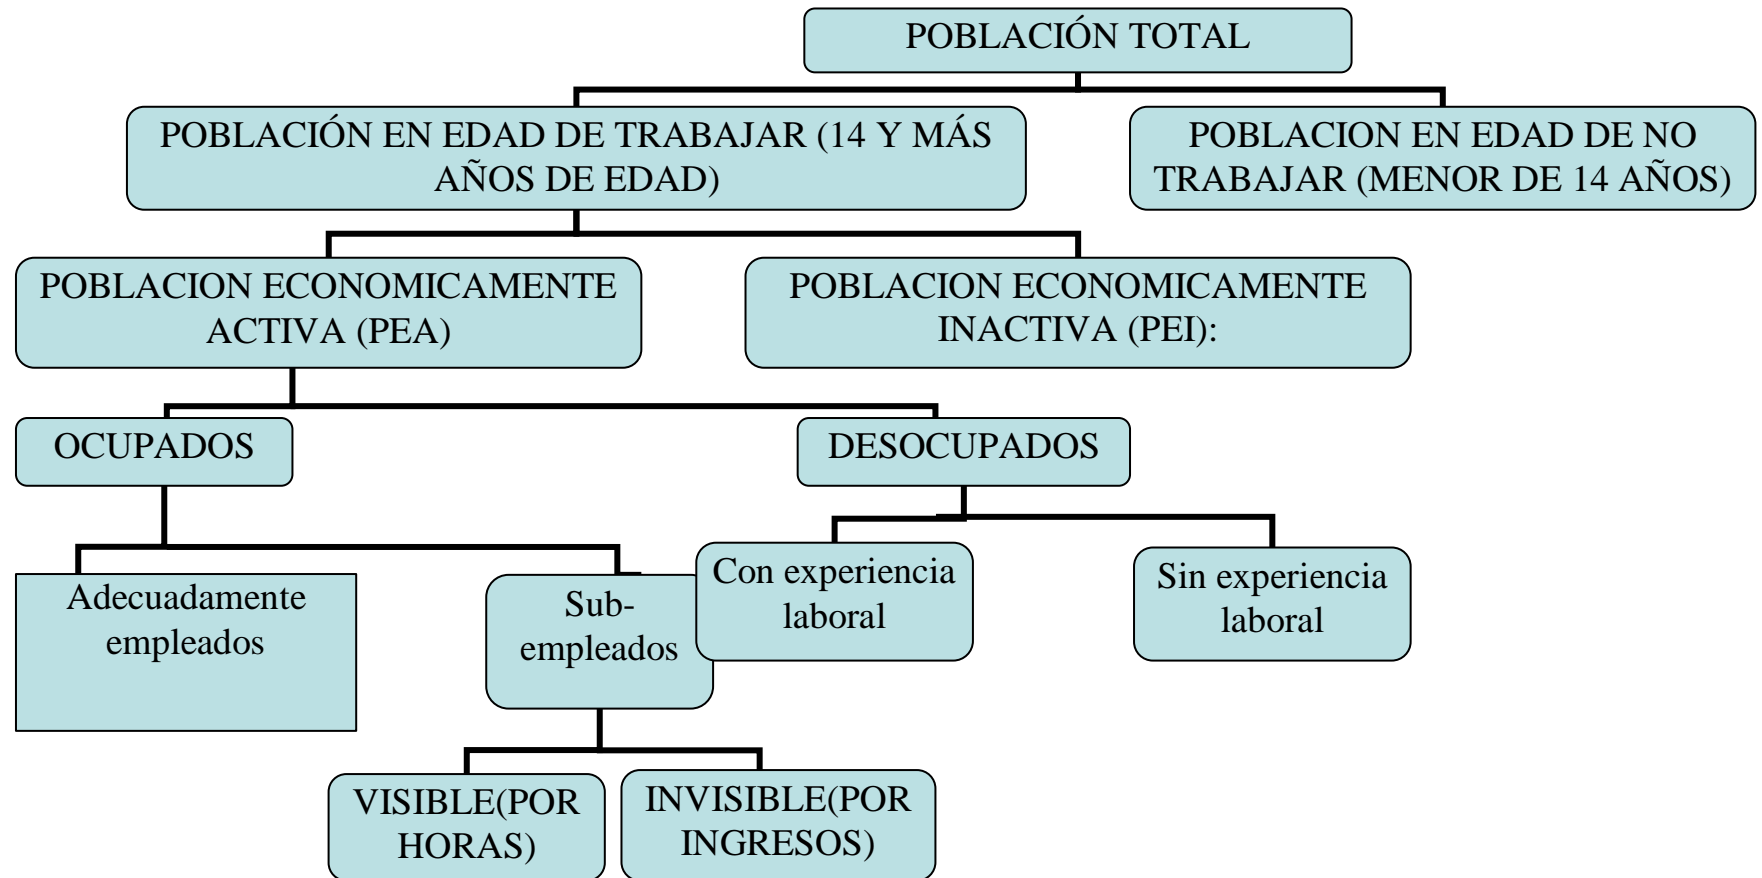 POBLACIÓN TOTAL
POBLACIÓN EN EDAD DE TRABAJAR (14 Y MÁS
AÑOS DE EDAD)
POBLACION EN EDAD DE NO
TRABAJAR (MENOR DE 14 AÑOS)
POBLACION ECONOMICAMENTE
ACTIVA (PEA)
POBLACION ECONOMICAMENTE
INACTIVA (PEI):
OCUPADOS
DESOCUPADOS
Adecuadamente
empleados
Sub-
empleados
Con experiencia
laboral
Sin experiencia
laboral
VISIBLE(POR
HORAS)
INVISIBLE(POR
INGRESOS)